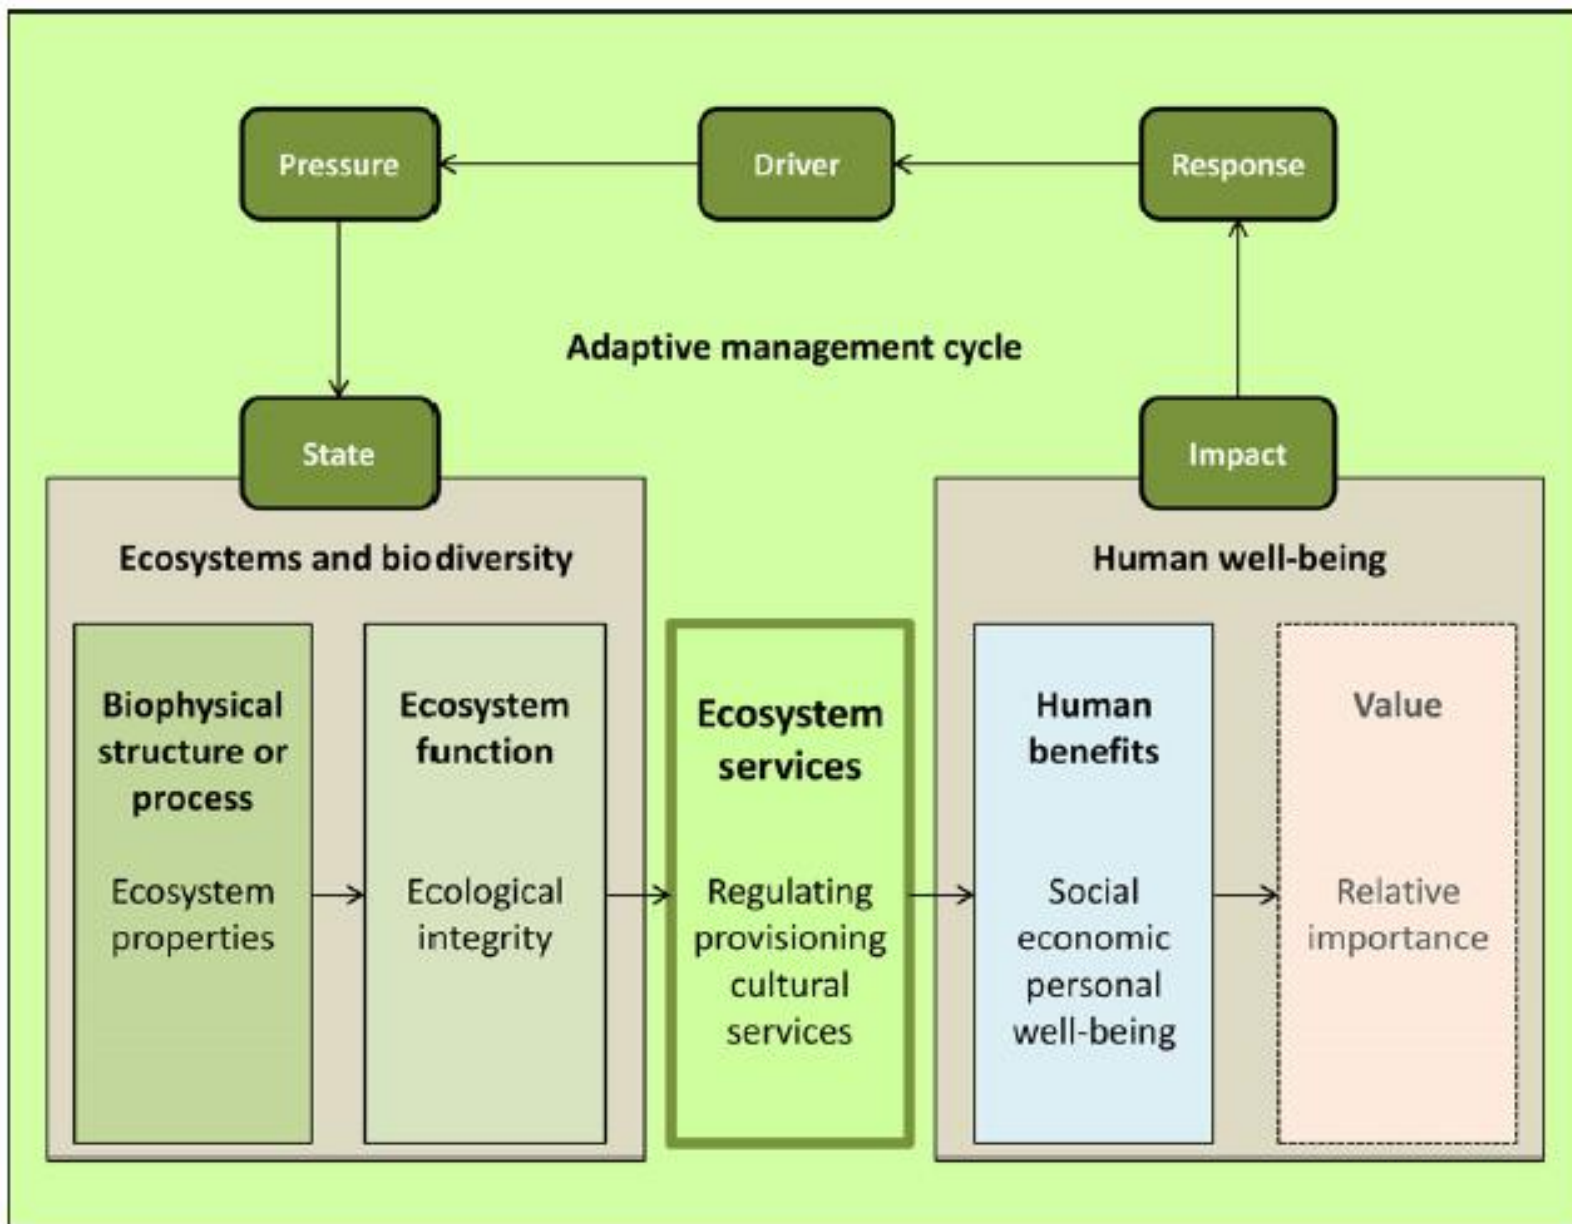 Pressure
Driver
Response
Adaptive management cycle
State
Impact
Ecosystems and biodiversity
Human well-being
Biophysical
structure or
process
Ecosystem
properties
Ecosystem
function
Ecological
integrity
Ecosystem
services
Regulating
provisioning
cultural
services
Human
benefits
Social
economic
personal
well-being
Value
Relative
importance